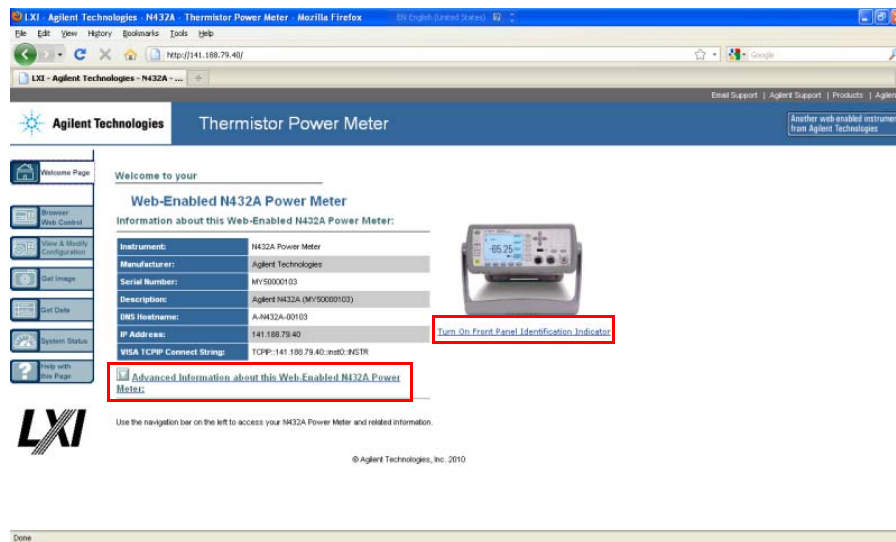 LXI - Agilent Technologies - N432A - Thermistor Power Meter - Mozilla Firefox
EN English (United States)
File Edit View History Bookmarks Tools Help
http://141.188.79.40/
Google
LXI - Agilent Technologies - N432A - ...
Email Support | Agilent Support | Products | Agilen
Agilent Technologies
Thermistor Power Meter
Another web-enabled instrumen
from Agilent Technologies
Welcome Page
Browser
Web Control
View & Modify
Configuration
Get Image
Get Data
System Status
Help with
this Page
LXI
Welcome to your
Web-Enabled N432A Power Meter
Information about this Web-Enabled N432A Power Meter:
Instrument: N432A Power Meter
Manufacturer: Agilent Technologies
Serial Number: MY50000103
Description: Agilent N432A (MY50000103)
DNS Hostname: A-N432A-00103
IP Address: 141.188.79.40
VISA TCPIP Connect String: TCPIP::141.188.79.40::inst0::INSTR
-65.25
Turn On Front Panel Identification Indicator
Advanced Information about this Web-Enabled N432A Power
Meter:
Use the navigation bar on the left to access your N432A Power Meter and related information.
© Agilent Technologies, Inc. 2010
Done